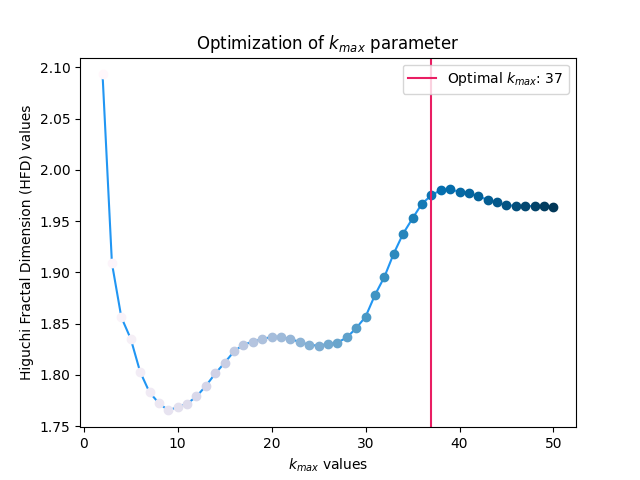 Optimization of k_max parameter
Optimal k_max: 37
Higuchi Fractal Dimension (HFD) values
2.10
2.05
2.00
1.95
1.90
1.85
1.80
1.75
0 10 20 30 40 50
k_max values